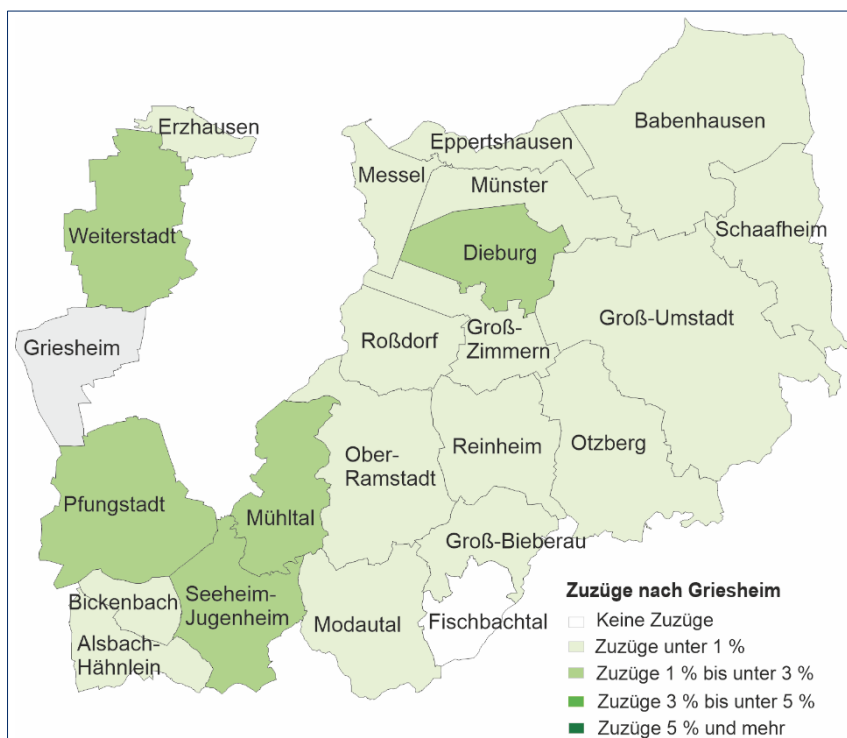 Erzhausen
Babenhausen
Eppertshausen
Messel
Münster
Weiterstadt
Schaafheim
Dieburg
Groß-Umstadt
Griesheim
Roßdorf
Groß-
Zimmern
Ober-
Ramstadt
Reinheim
Otzberg
Pfungstadt
Mühltal
Groß-Bieberau
Bickenbach
Seeheim-
Jugenheim
Alsbach-
Hähnlein
Modautal
Fischbachtal
Zuzüge nach Griesheim
Keine Zuzüge
Zuzüge unter 1 %
Zuzüge 1 % bis unter 3 %
Zuzüge 3 % bis unter 5 %
Zuzüge 5 % und mehr